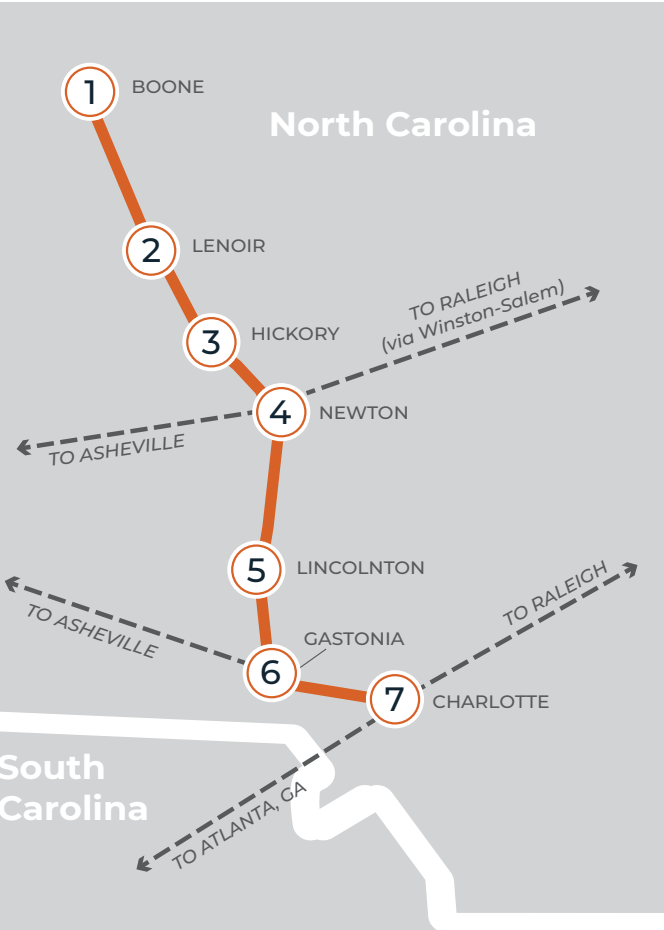 1
BOONE
North Carolina
2
LENOIR
TO RALEIGH
(via Winston-Salem)
3
HICKORY
4
NEWTON
TO ASHEVILLE
5
LINCOLNTON
TO RALEIGH
TO ASHEVILLE
GASTONIA
6
7
CHARLOTTE
South
Carolina
TO ATLANTA, GA